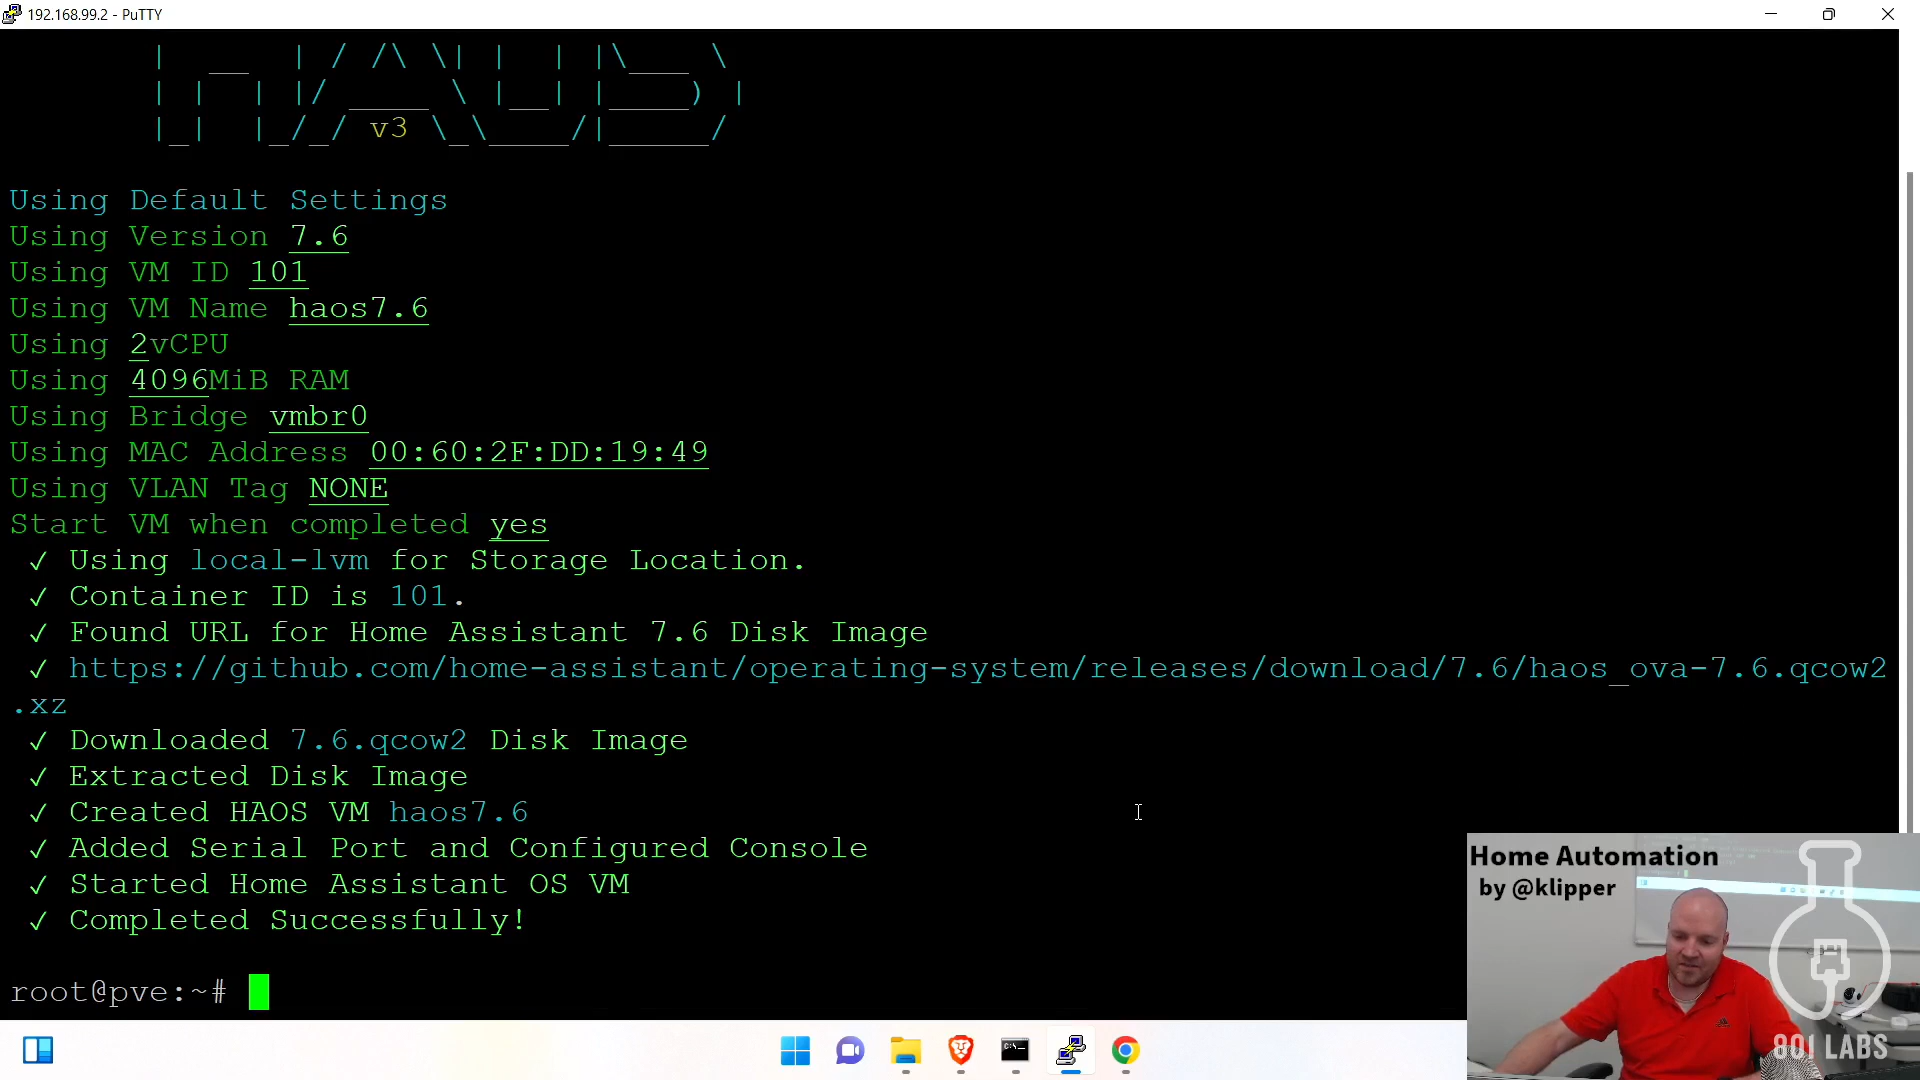 192.168.99.2 - PuTTY
v3
Using Default Settings
Using Version 7.6
Using VM ID 101
Using VM Name haos7.6
Using 2vCPU
Using 4096MiB RAM
Using Bridge vmbr0
Using MAC Address 00:60:2F:DD:19:49
Using VLAN Tag NONE
Start VM when completed yes
✓ Using local-lvm for Storage Location.
✓ Container ID is 101.
✓ Found URL for Home Assistant 7.6 Disk Image
✓ https://github.com/home-assistant/operating-system/releases/download/7.6/haos_ova-7.6.qcow2
.xz
✓ Downloaded 7.6.qcow2 Disk Image
✓ Extracted Disk Image
✓ Created HAOS VM haos7.6
✓ Added Serial Port and Configured Console
✓ Started Home Assistant OS VM
✓ Completed Successfully!
root@pve:~#
Home Automation
by @klipper
801 LABS